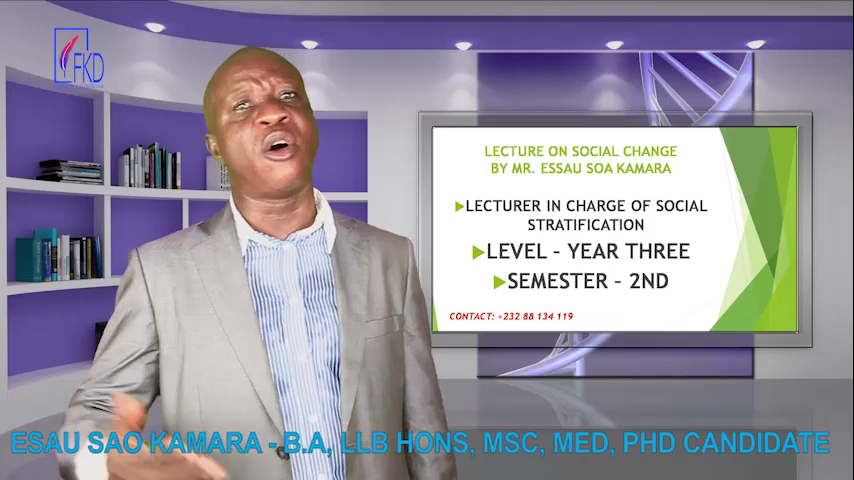 FKD
LECTURE ON SOCIAL CHANGE
BY MR. ESSAU SOA KAMARA
LECTURER IN CHARGE OF SOCIAL
STRATIFICATION
LEVEL – YEAR THREE
SEMESTER – 2ND
CONTACT: +232 88 134 119
ESAU SAO KAMARA - B.A, LLB HONS, MSC, MED, PHD CANDIDATE